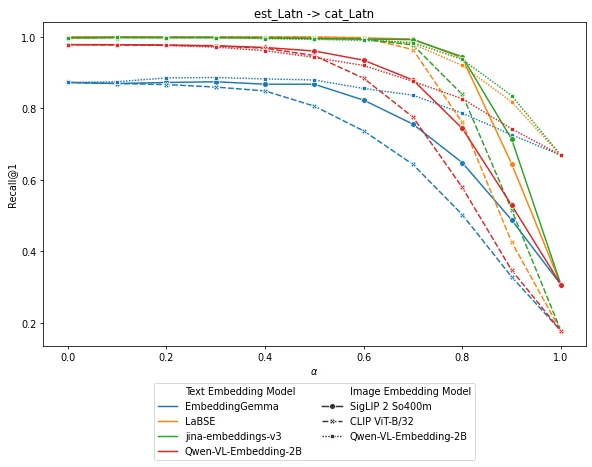 est_Latn -> cat_Latn
Recall@1
1.0
0.8
0.6
0.4
0.2
0.0 0.2 0.4 0.6 0.8 1.0
α
Text Embedding Model Image Embedding Model
EmbeddingGemma SigLIP 2 So400m
LaBSE CLIP ViT-B/32
jina-embeddings-v3 Qwen-VL-Embedding-2B
Qwen-VL-Embedding-2B